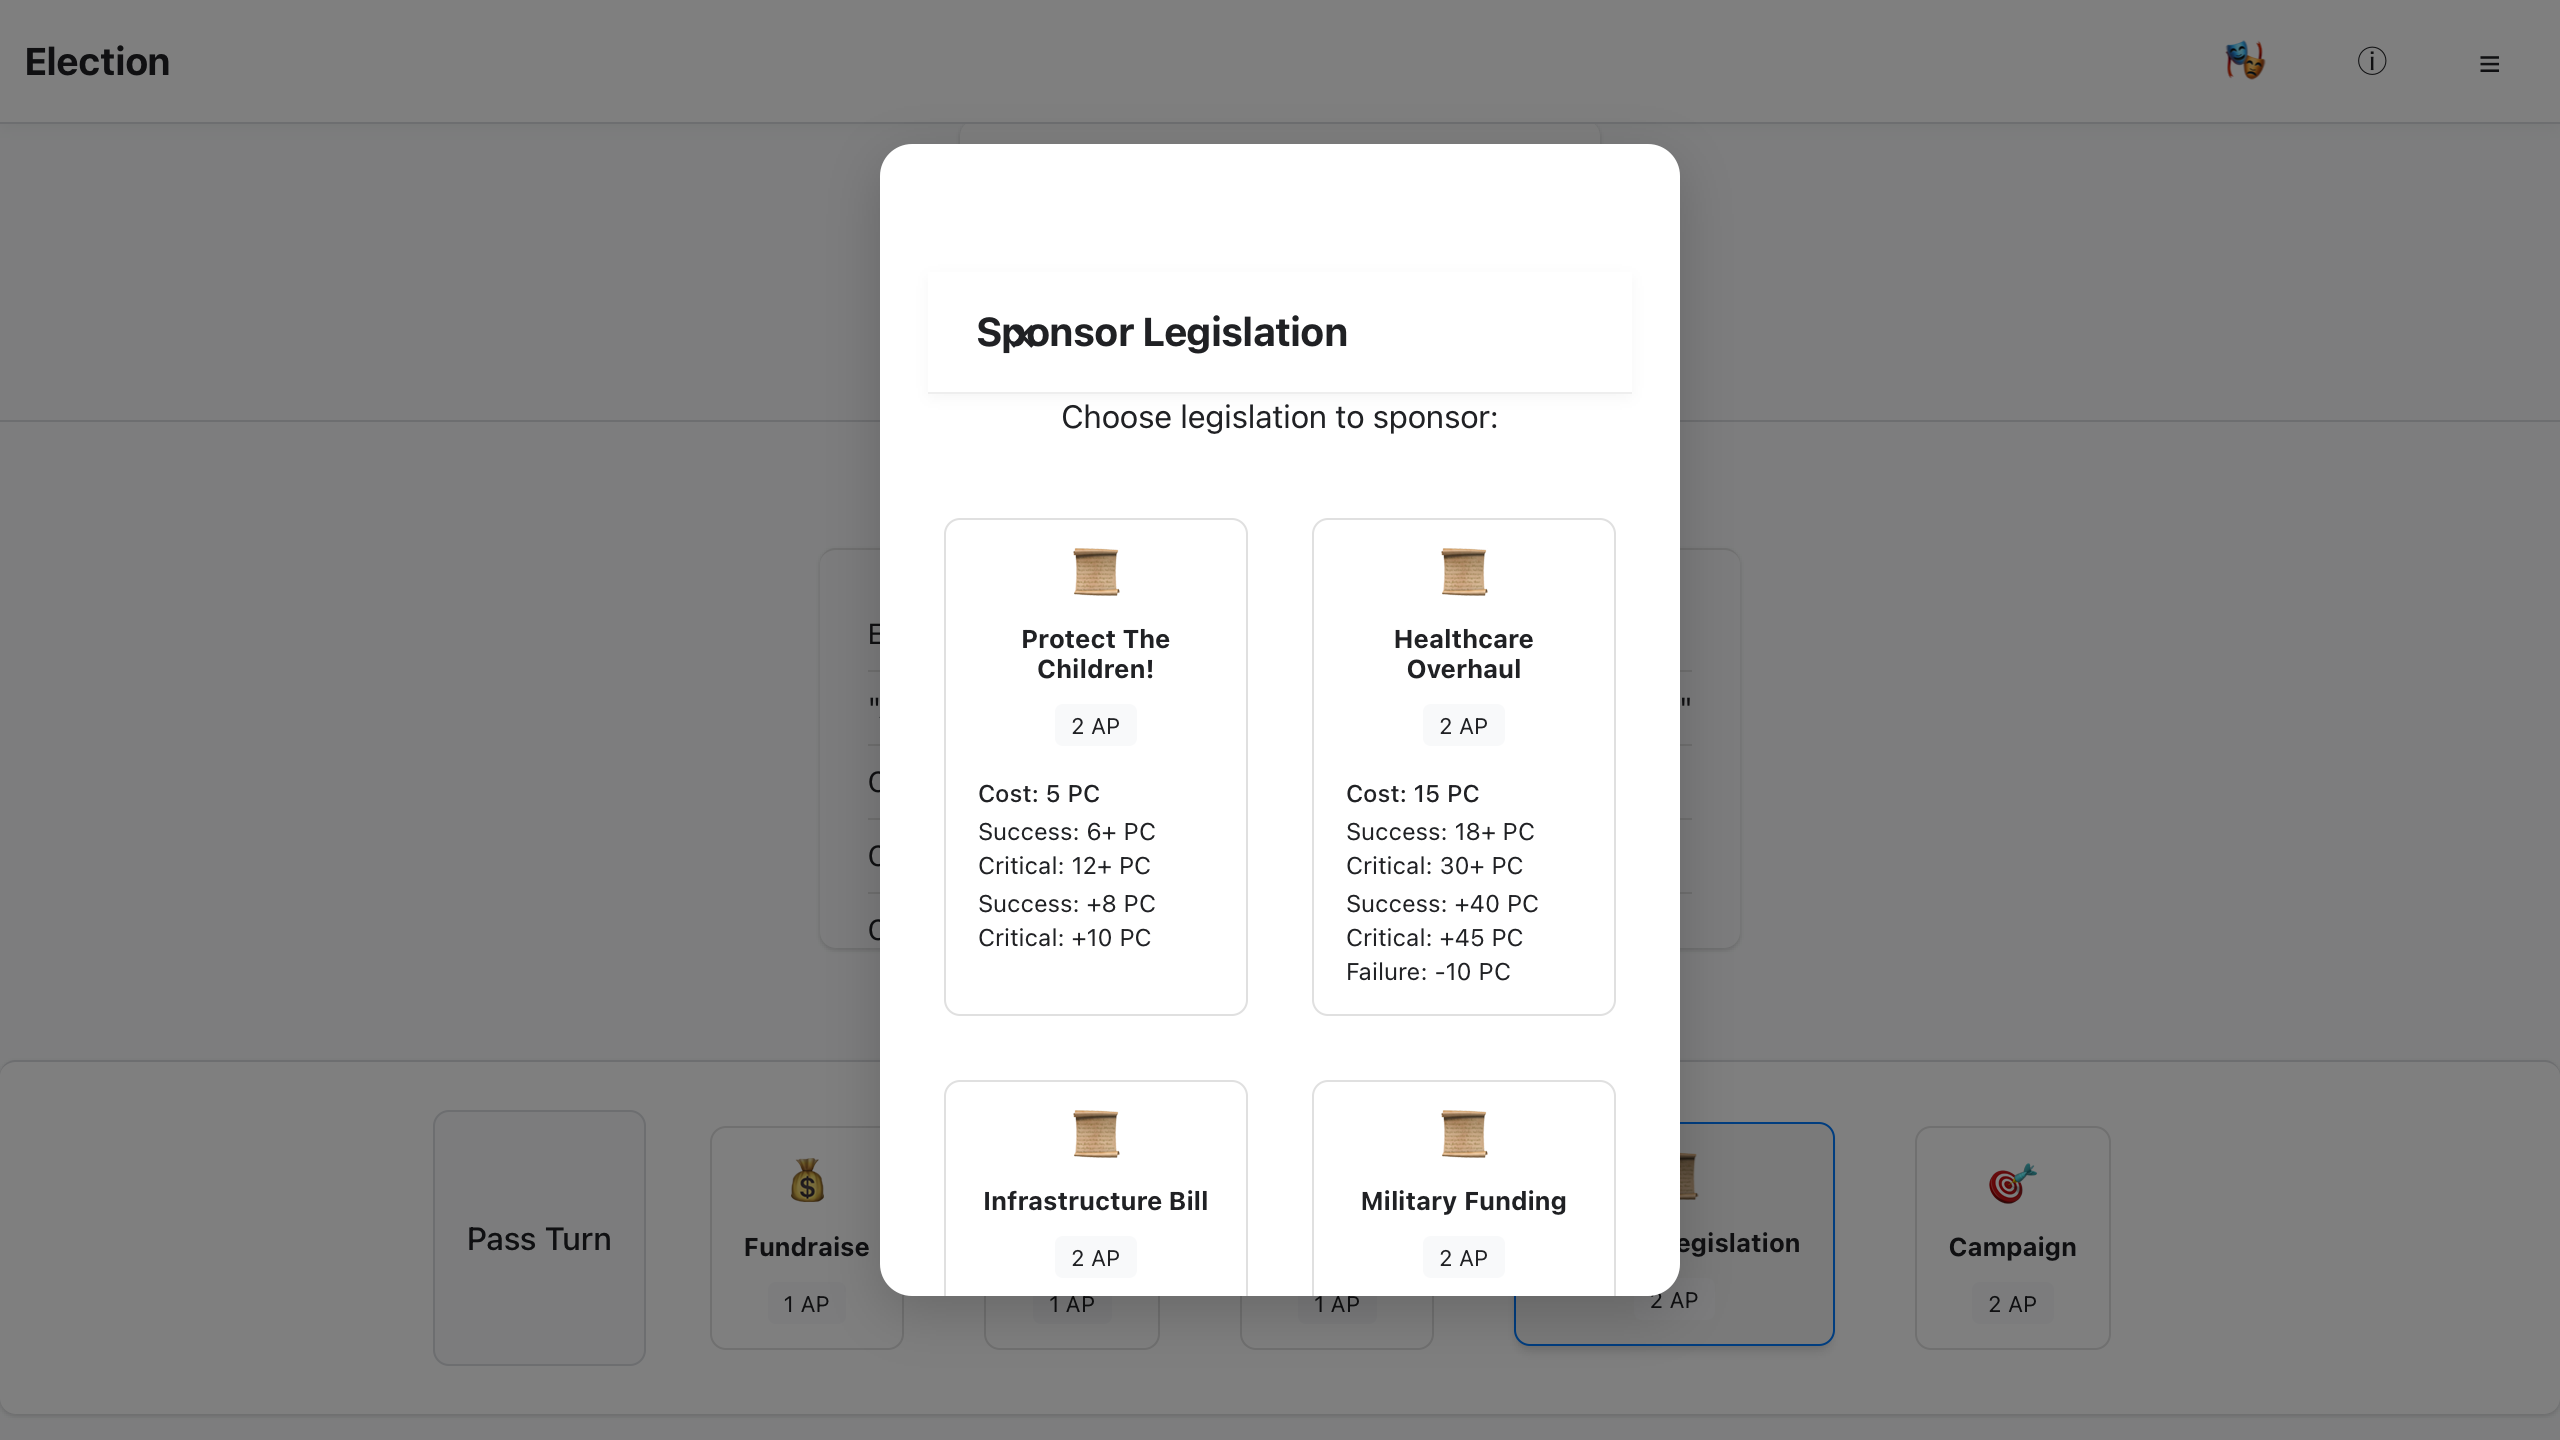 Election
Sponsor Legislation
Choose legislation to sponsor:
Protect The
Children!
2 AP
Cost: 5 PC
Success: 6+ PC
Critical: 12+ PC
Success: +8 PC
Critical: +10 PC
Healthcare
Overhaul
2 AP
Cost: 15 PC
Success: 18+ PC
Critical: 30+ PC
Success: +40 PC
Critical: +45 PC
Failure: -10 PC
Infrastructure Bill
2 AP
Military Funding
2 AP
Pass Turn
Fundraise
1 AP
1 AP
1 AP
egislation
2 AP
Campaign
2 AP